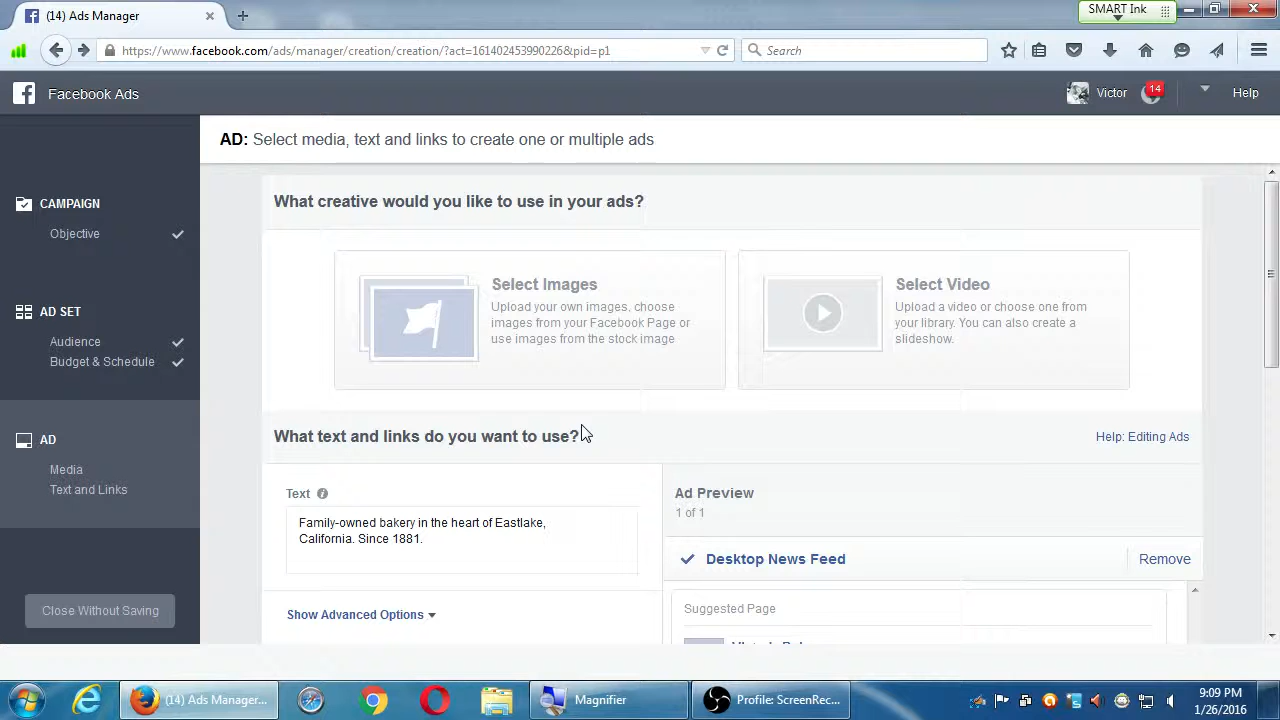 (14) Ads Manager
SMART Ink
https://www.facebook.com/ads/manager/creation/creation/?act=161402453990226&pid=p1
Search
Facebook Ads
Victor
14
Help
AD: Select media, text and links to create one or multiple ads
CAMPAIGN
Objective
AD SET
Audience
Budget & Schedule
AD
Media
Text and Links
Close Without Saving
What creative would you like to use in your ads?
Select Images
Upload your own images, choose
images from your Facebook Page or
use images from the stock image
Select Video
Upload a video or choose one from
your library. You can also create a
slideshow.
What text and links do you want to use?
Help: Editing Ads
Text
Family-owned bakery in the heart of Eastlake,
California. Since 1881.
Show Advanced Options
Ad Preview
1 of 1
Desktop News Feed
Remove
Suggested Page
(14) Ads Manager...
Magnifier
Profile: ScreenRec...
9:09 PM
1/26/2016